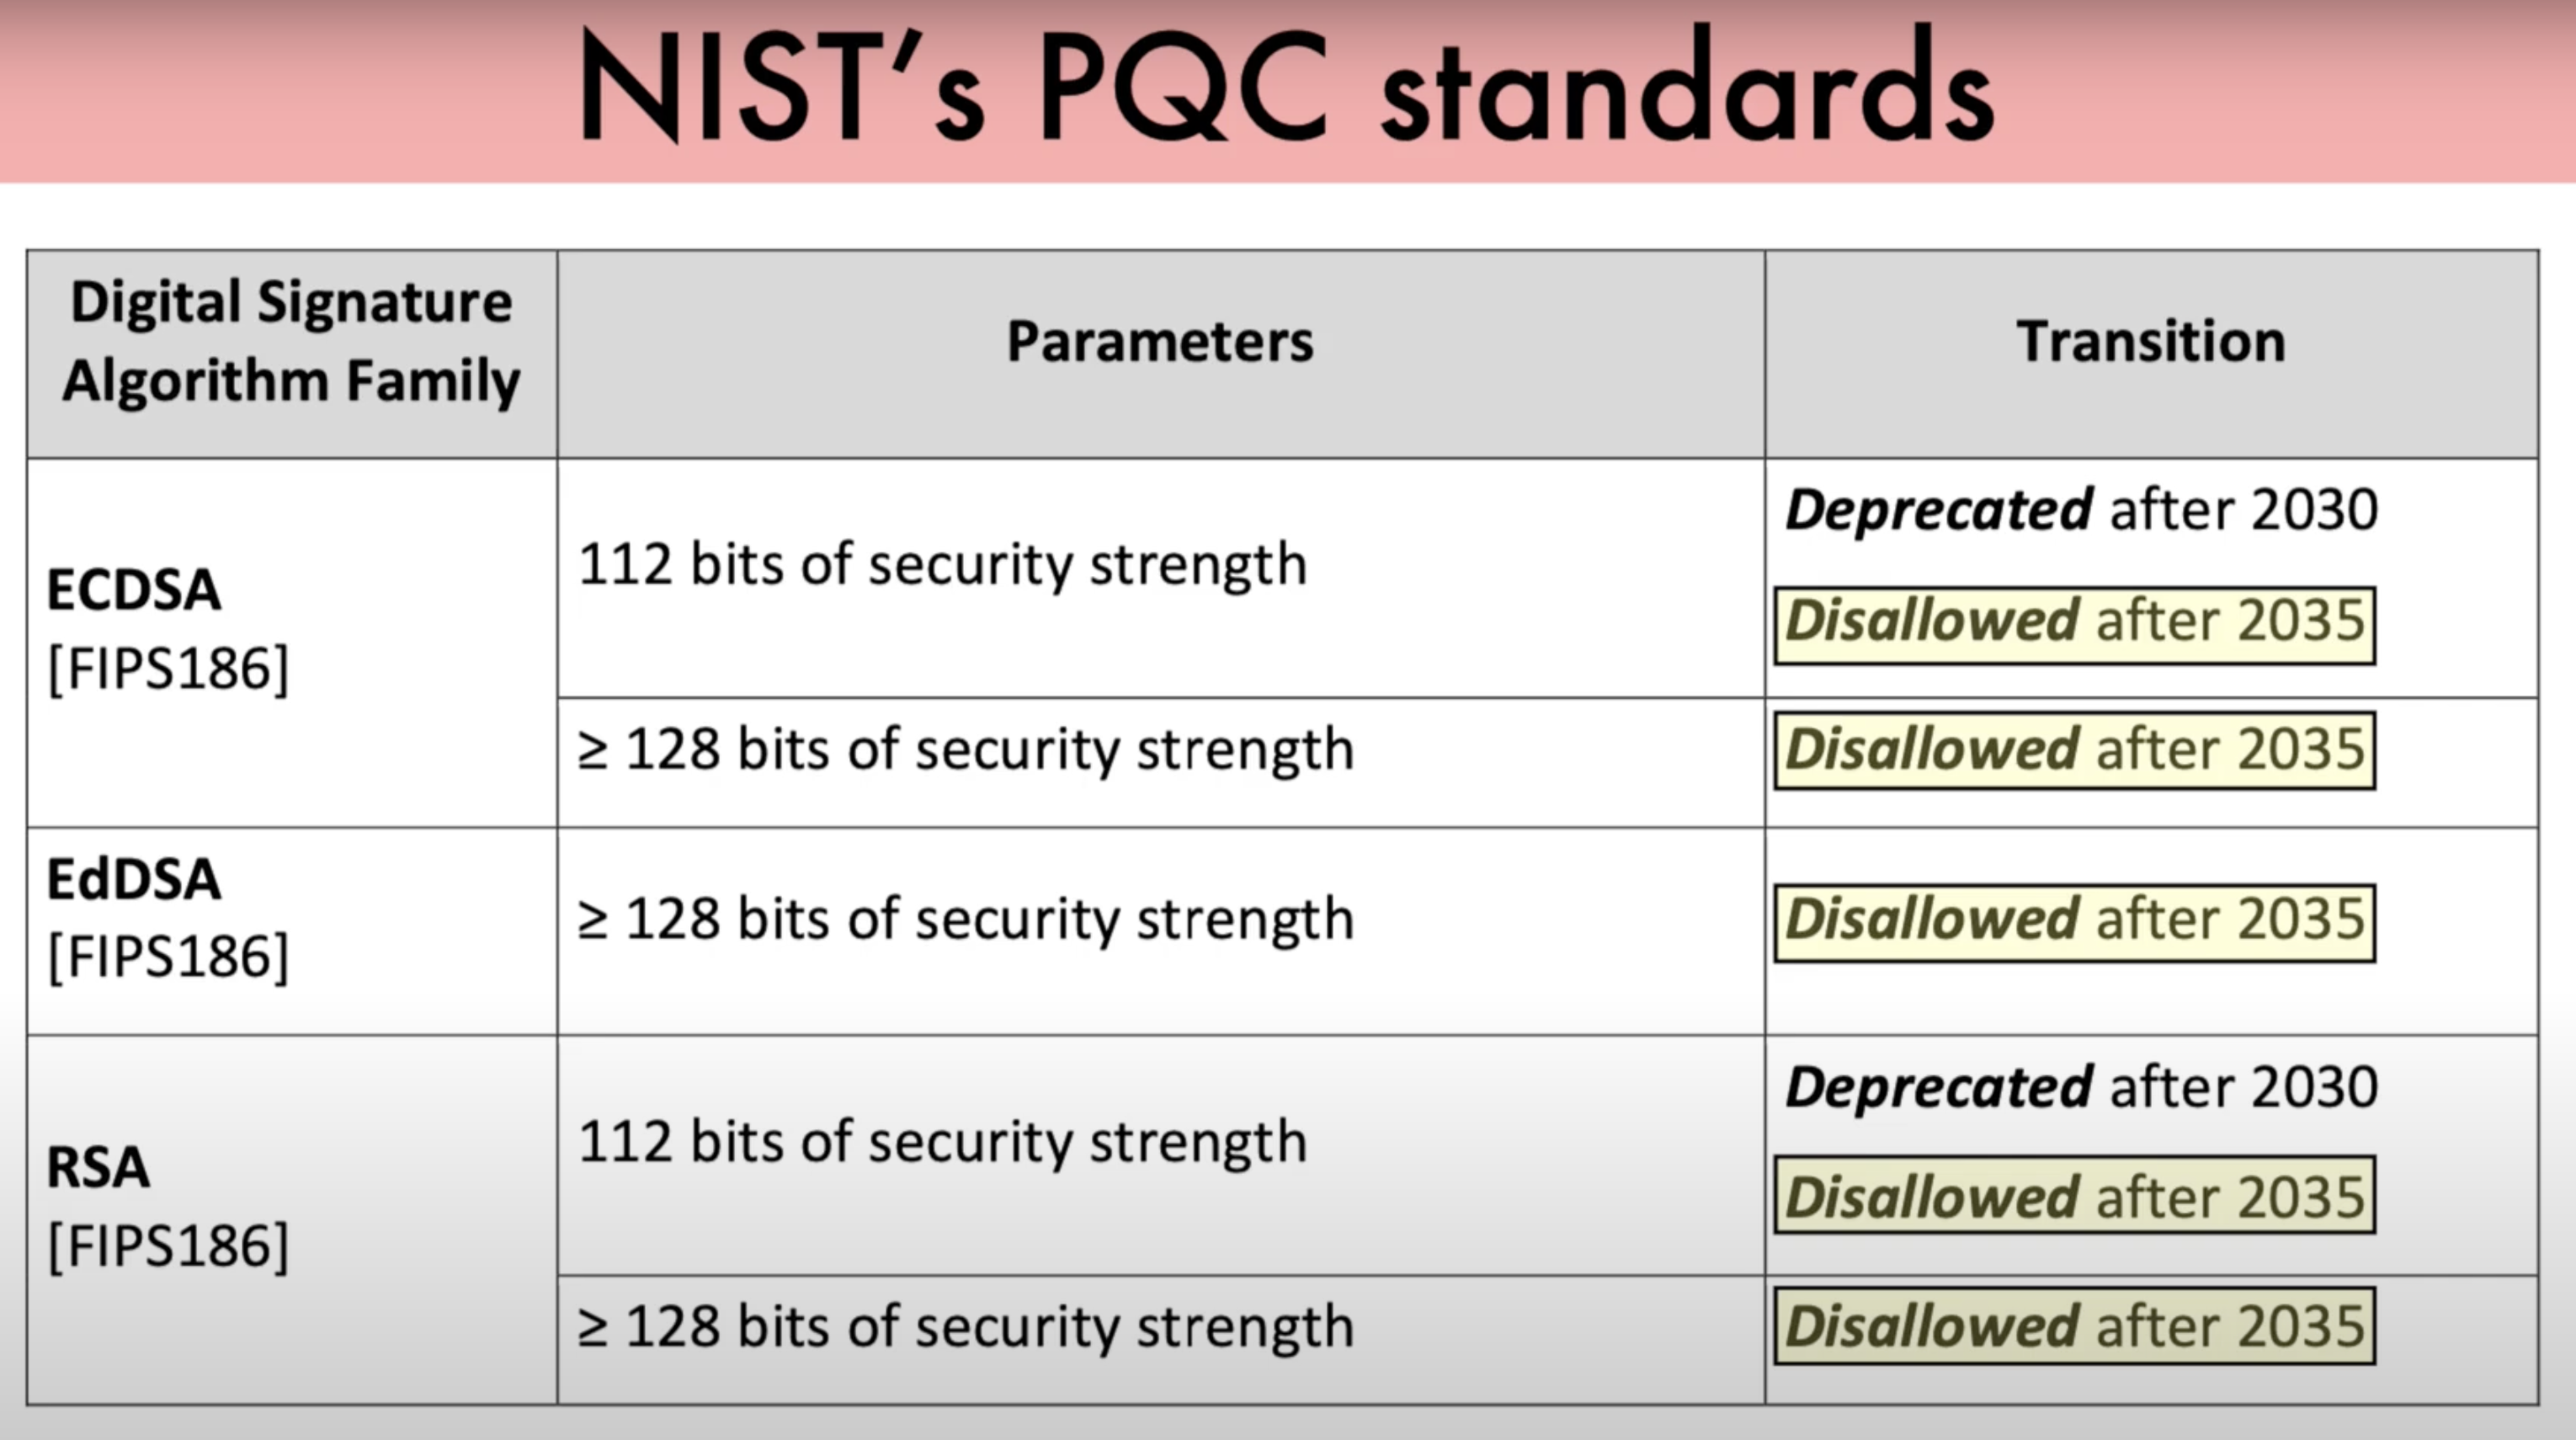 NIST's PQC standards
Digital Signature
Algorithm Family
Parameters
Transition
ECDSA
[FIPS186]
112 bits of security strength
Deprecated after 2030
Disallowed after 2035
≥ 128 bits of security strength
Disallowed after 2035
EdDSA
[FIPS186]
≥ 128 bits of security strength
Disallowed after 2035
RSA
[FIPS186]
112 bits of security strength
Deprecated after 2030
Disallowed after 2035
≥ 128 bits of security strength
Disallowed after 2035